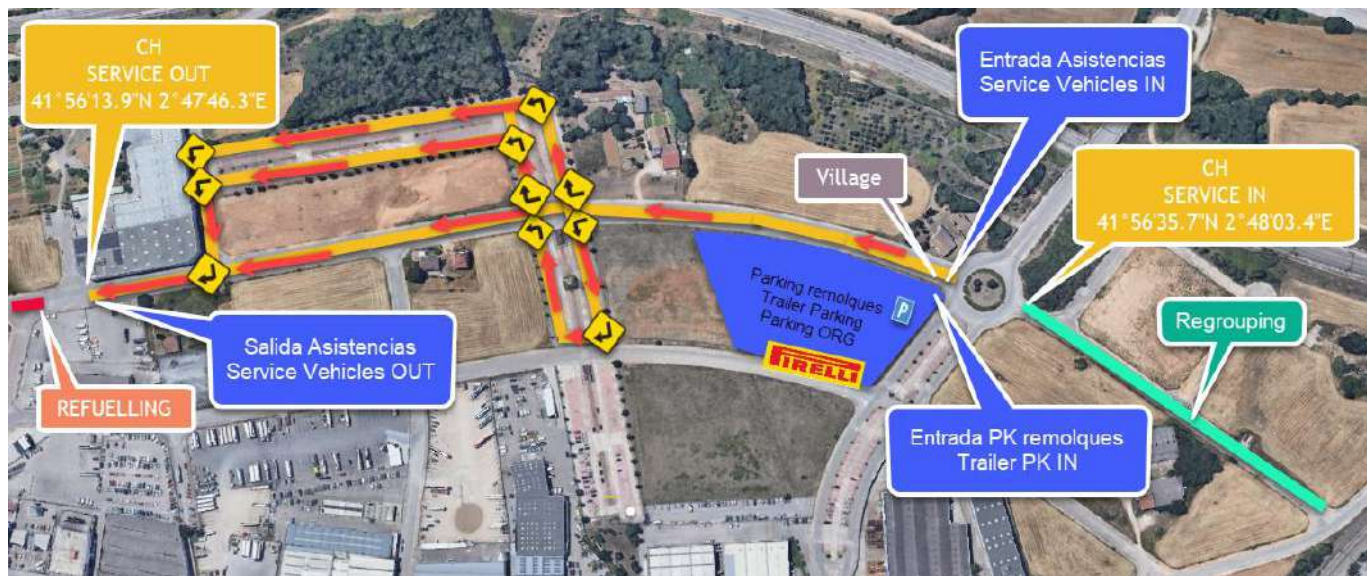 CH
SERVICE OUT
41°56'13.9"N 2°47'46.3"E
Entrada Asistencias
Service Vehicles IN
CH
SERVICE IN
41°56'35.7"N 2°48'03.4"E
Village
Parking remolques
Trailer Parking
Parking ORG
P
PIRELLI
Regrouping
Salida Asistencias
Service Vehicles OUT
REFUELLING
Entrada PK remolques
Trailer PK IN